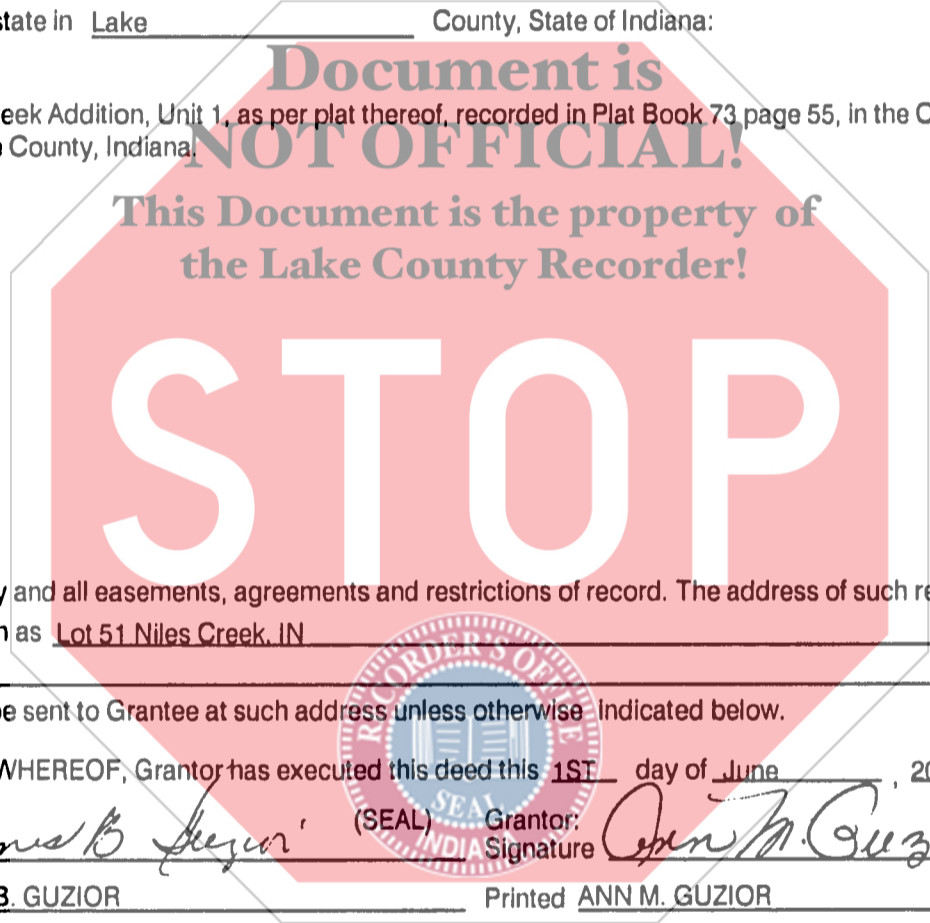 state in Lake County, State of Indiana:
Document is
eek Addition, Unit 1, as per plat thereof, recorded in Plat Book 73 page 55, in the O
County, Indiana.
NOT OFFICIAL!
This Document is the property of
the Lake County Recorder!
STOP
y and all easements, agreements and restrictions of record. The address of such re
n as Lot 51 Niles Creek, IN
RECORDER'S OFFICE
e sent to Grantee at such address unless otherwise indicated below.
WHEREOF, Grantor has executed this deed this 1ST day of June, 20
SEAL
(SEAL) Grantor:
mes B Guzior Signature Ann M. Guz
INDIANA
B. GUZIOR Printed ANN M. GUZIOR